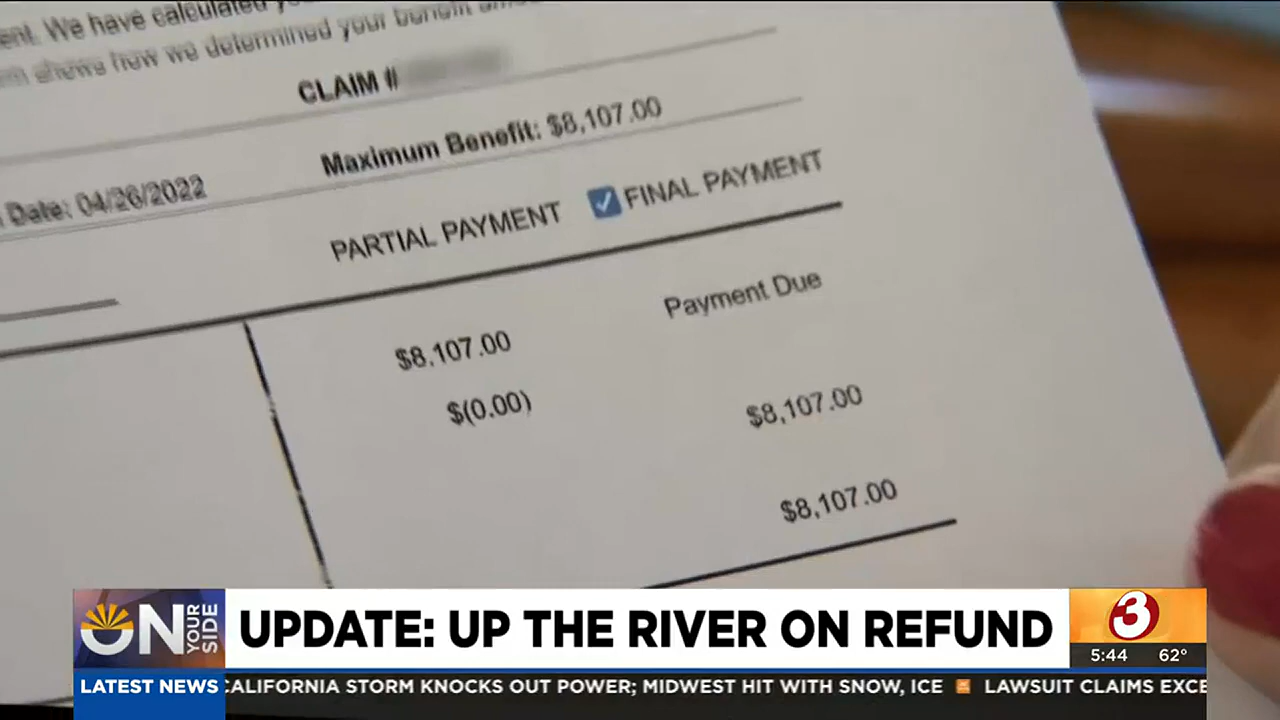 ent. We have calculated
shows how we determined your benefit
CLAIM #
Maximum Benefit: $8,107.00
Date: 04/26/2022
PARTIAL PAYMENT ☑ FINAL PAYMENT
Payment Due
$8,107.00
$(0.00)
$8,107.00
$8,107.00
ON YOUR SIDE
UPDATE: UP THE RIVER ON REFUND
3
5:44 62°
LATEST NEWS
CALIFORNIA STORM KNOCKS OUT POWER; MIDWEST HIT WITH SNOW, ICE LAWSUIT CLAIMS EXCE